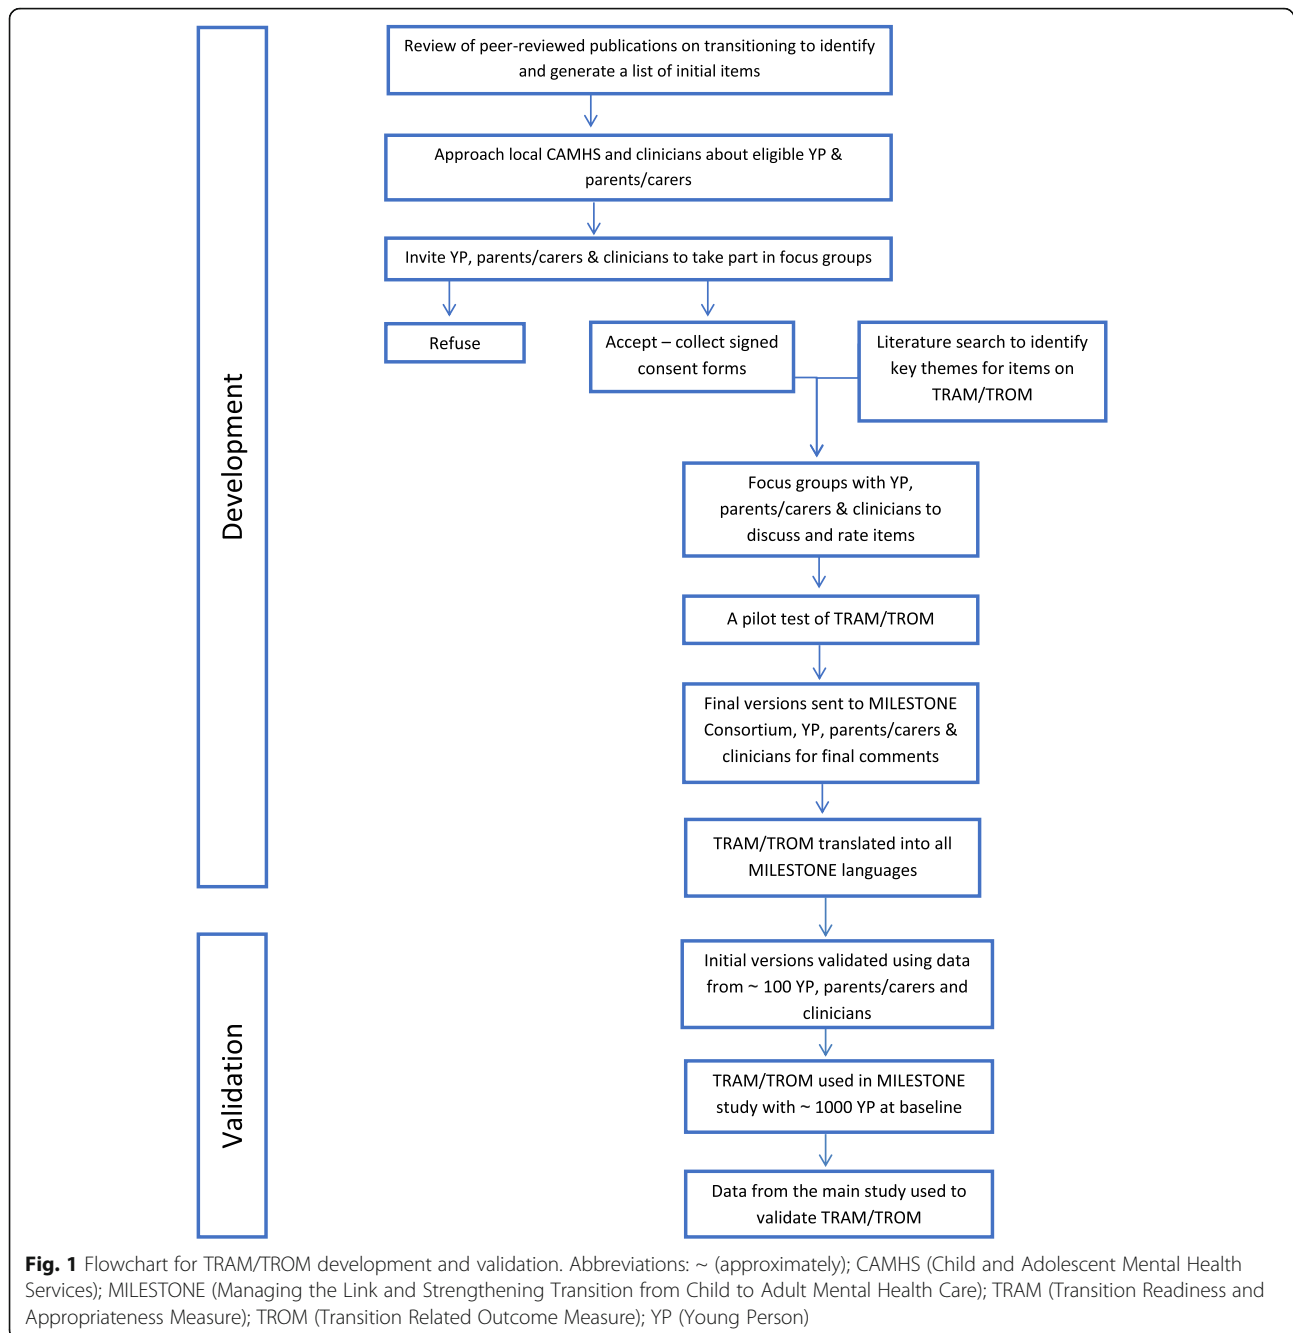 Development
Review of peer-reviewed publications on transitioning to identify
and generate a list of initial items
Approach local CAMHS and clinicians about eligible YP &
parents/carers
Invite YP, parents/carers & clinicians to take part in focus groups
Refuse
Accept – collect signed
consent forms
Literature search to identify
key themes for items on
TRAM/TROM
Focus groups with YP,
parents/carers & clinicians to
discuss and rate items
A pilot test of TRAM/TROM
Final versions sent to MILESTONE
Consortium, YP, parents/carers &
clinicians for final comments
TRAM/TROM translated into all
MILESTONE languages
Validation
Initial versions validated using data
from ~ 100 YP, parents/carers and
clinicians
TRAM/TROM used in MILESTONE
study with ~ 1000 YP at baseline
Data from the main study used to
validate TRAM/TROM
Fig. 1 Flowchart for TRAM/TROM development and validation. Abbreviations: ~ (approximately); CAMHS (Child and Adolescent Mental Health
Services); MILESTONE (Managing the Link and Strengthening Transition from Child to Adult Mental Health Care); TRAM (Transition Readiness and
Appropriateness Measure); TROM (Transition Related Outcome Measure); YP (Young Person)